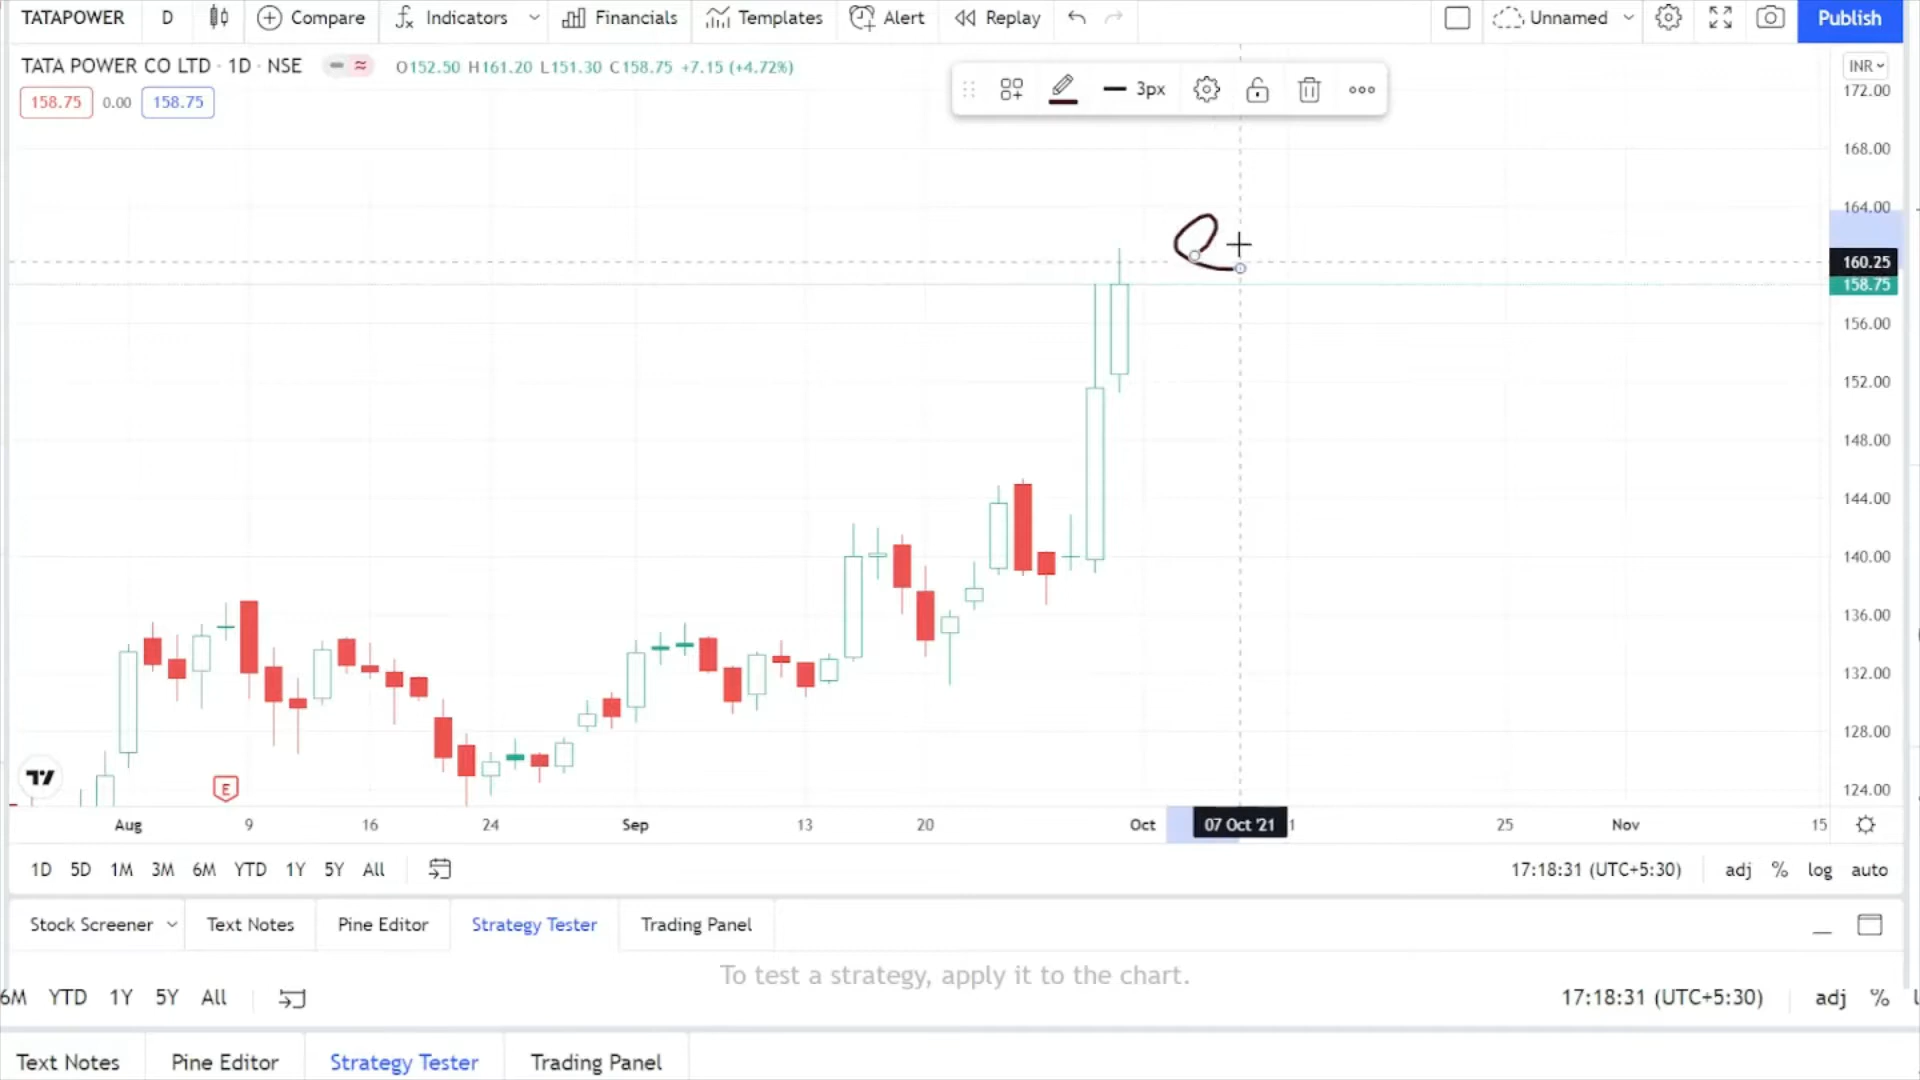 TATAPOWER D Compare Indicators Financials Templates Alert Replay Unnamed Publish
TATA POWER CO LTD · 1D · NSE O152.50 H161.20 L151.30 C158.75 +7.15 (+4.72%)
158.75 0.00 158.75
3px
INR
172.00
168.00
164.00
160.25
158.75
156.00
152.00
148.00
144.00
140.00
136.00
132.00
128.00
124.00
E
Aug 9 16 24 Sep 13 20 Oct 07 Oct '21 1 25 Nov 15
1D 5D 1M 3M 6M YTD 1Y 5Y All 17:18:31 (UTC+5:30) adj % log auto
Stock Screener Text Notes Pine Editor Strategy Tester Trading Panel
To test a strategy, apply it to the chart.
6M YTD 1Y 5Y All 17:18:31 (UTC+5:30) adj %
Text Notes Pine Editor Strategy Tester Trading Panel